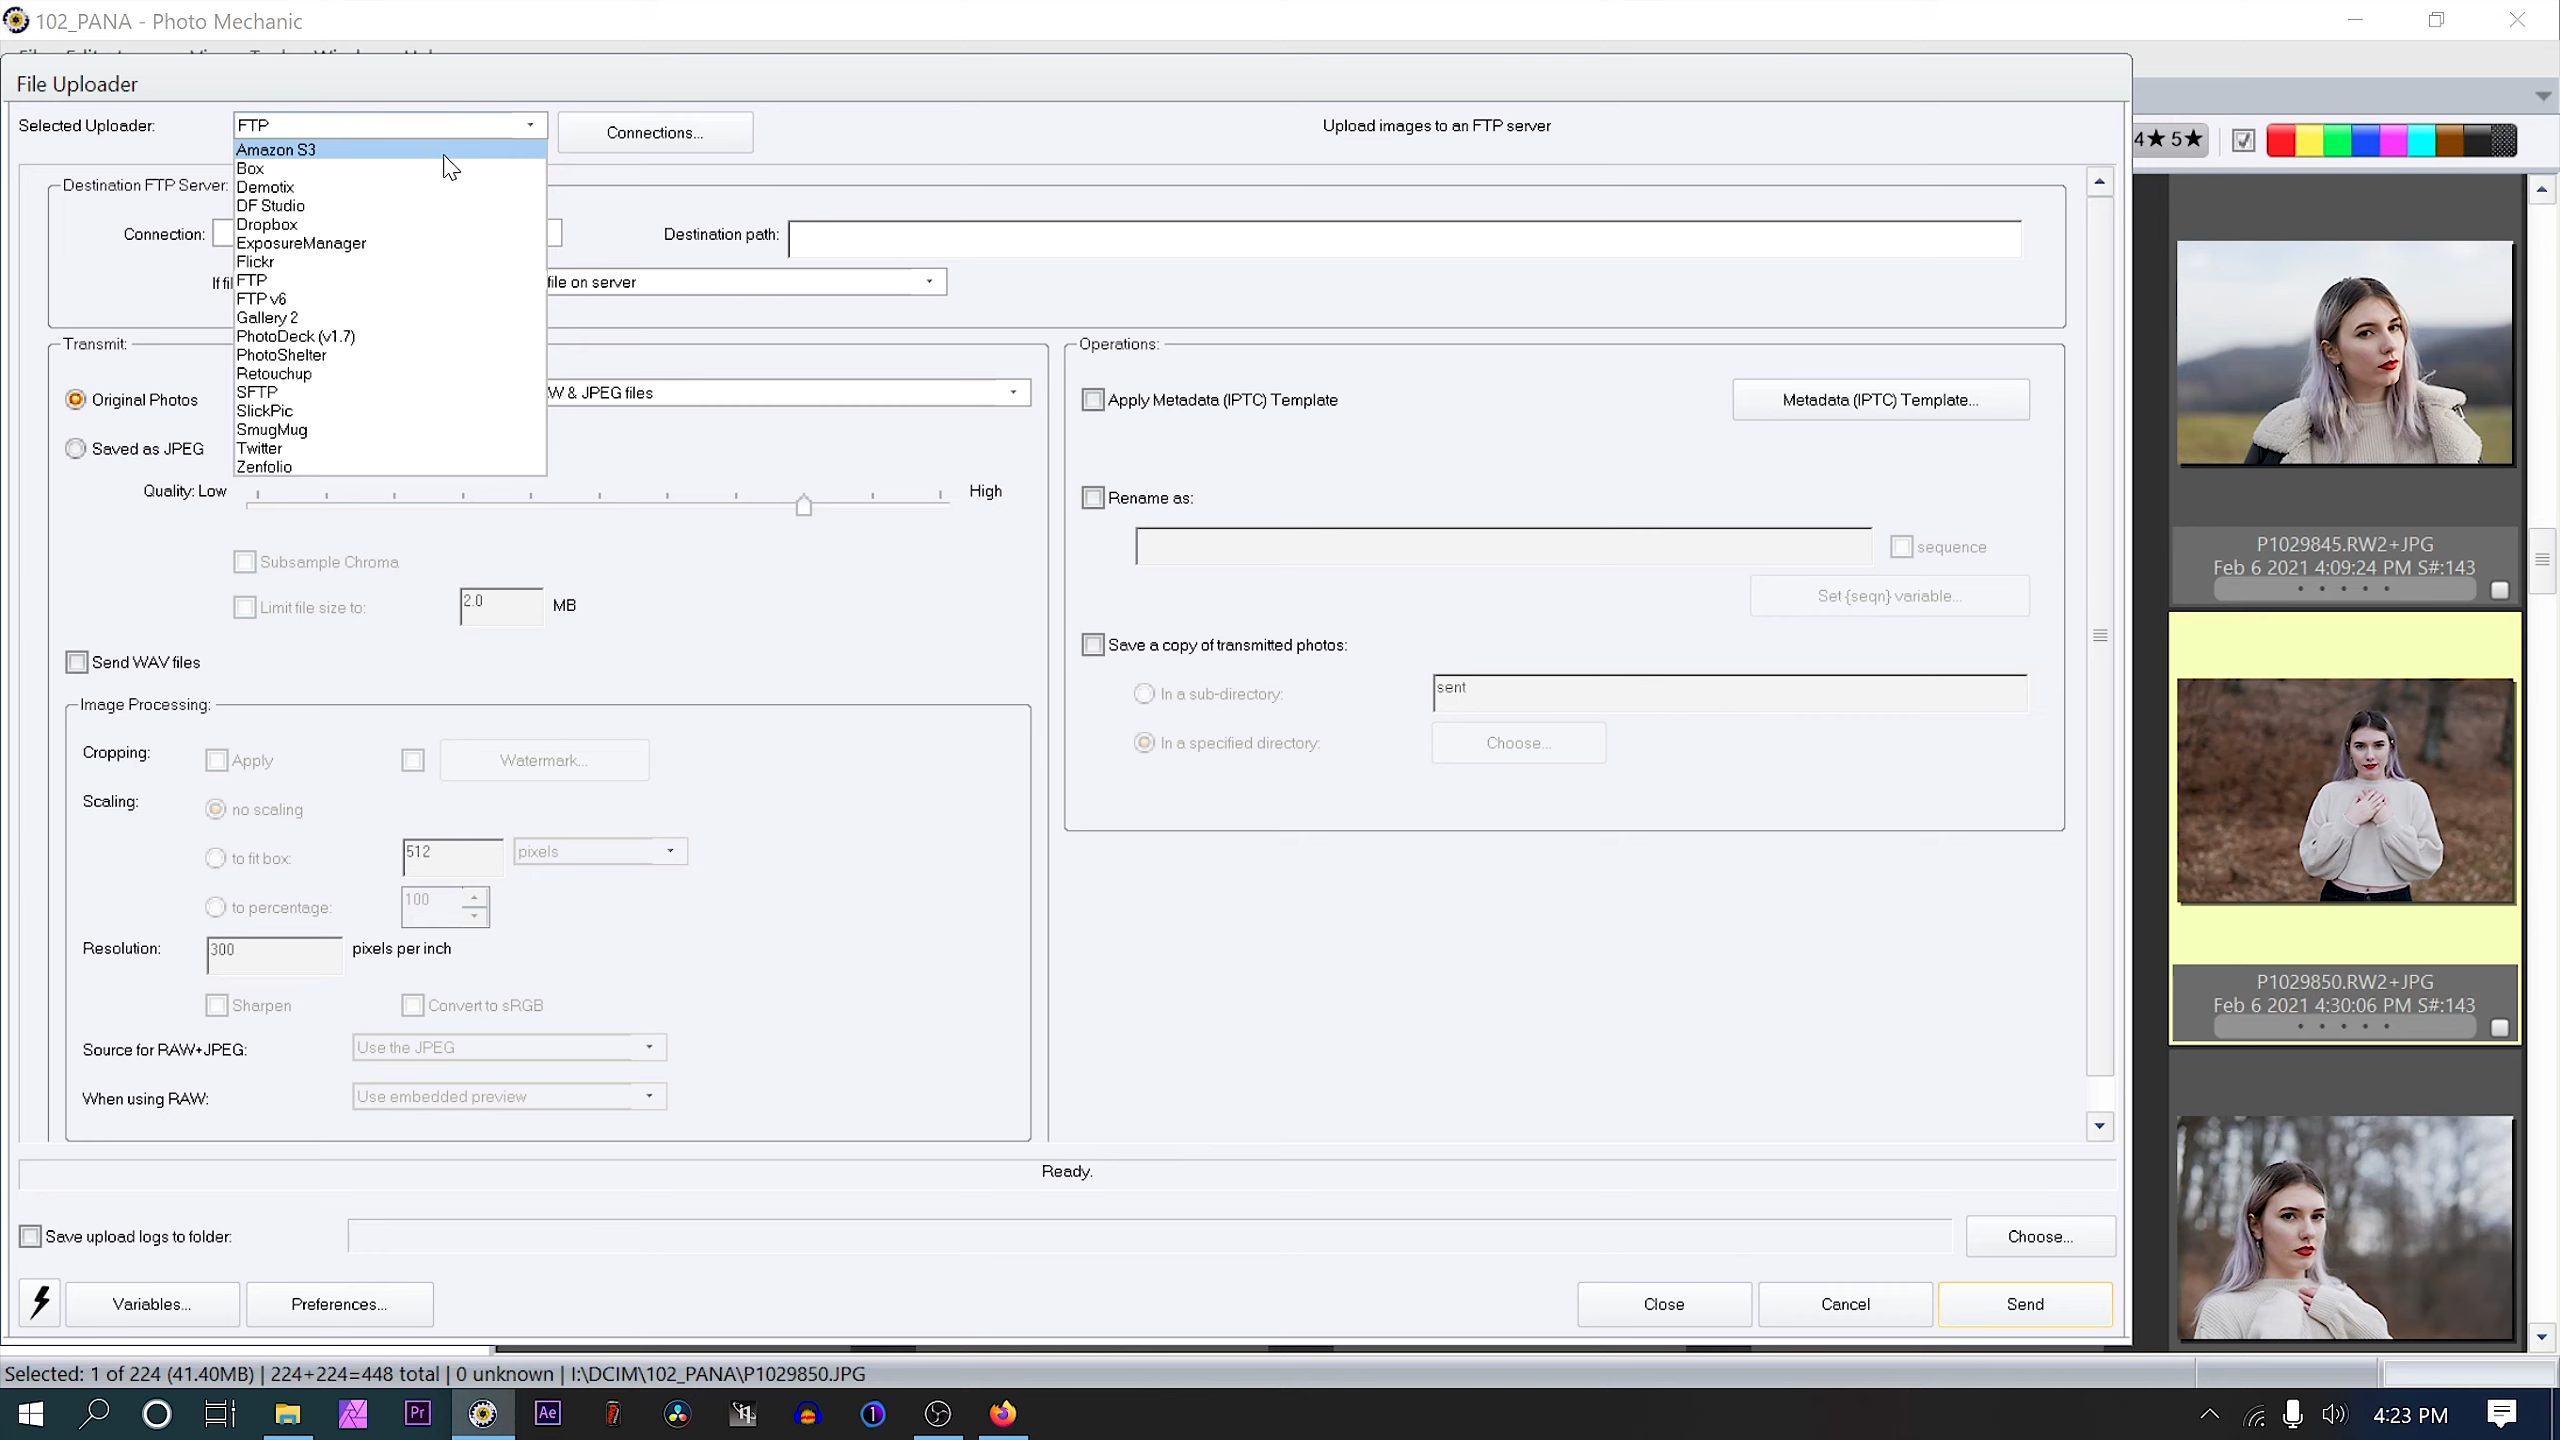 102_PANA - Photo Mechanic
File Uploader
Selected Uploader:
FTP
Connections...
Upload images to an FTP server
Amazon S3
Box
Demotix
DF Studio
Dropbox
ExposureManager
Flickr
FTP
FTP v6
Gallery 2
PhotoDeck (v1.7)
PhotoShelter
Retouchup
SFTP
SlickPic
SmugMug
Twitter
Zenfolio
4★ 5★
Destination FTP Server:
Connection:
Destination path:
If fil
file on server
Transmit:
Original Photos
W & JPEG files
Saved as JPEG
Quality: Low
High
Subsample Chroma
Limit file size to:
2.0
MB
Send WAV files
Image Processing:
Cropping:
Apply
Watermark...
Scaling:
no scaling
to fit box:
512
pixels
to percentage:
100
Resolution:
300
pixels per inch
Sharpen
Convert to sRGB
Source for RAW+JPEG:
Use the JPEG
When using RAW:
Use embedded preview
Operations:
Apply Metadata (IPTC) Template
Metadata (IPTC) Template...
Rename as:
sequence
Set {seqn} variable...
Save a copy of transmitted photos:
In a sub-directory:
sent
In a specified directory:
Choose...
P1029845.RW2+JPG
Feb 6 2021 4:09:24 PM S#:143
P1029850.RW2+JPG
Feb 6 2021 4:30:06 PM S#:143
Ready.
Save upload logs to folder:
Choose...
Variables...
Preferences...
Close
Cancel
Send
Selected: 1 of 224 (41.40MB) | 224+224=448 total | 0 unknown | I:\DCIM\102_PANA\P1029850.JPG
Pr
Ae
4:23 PM